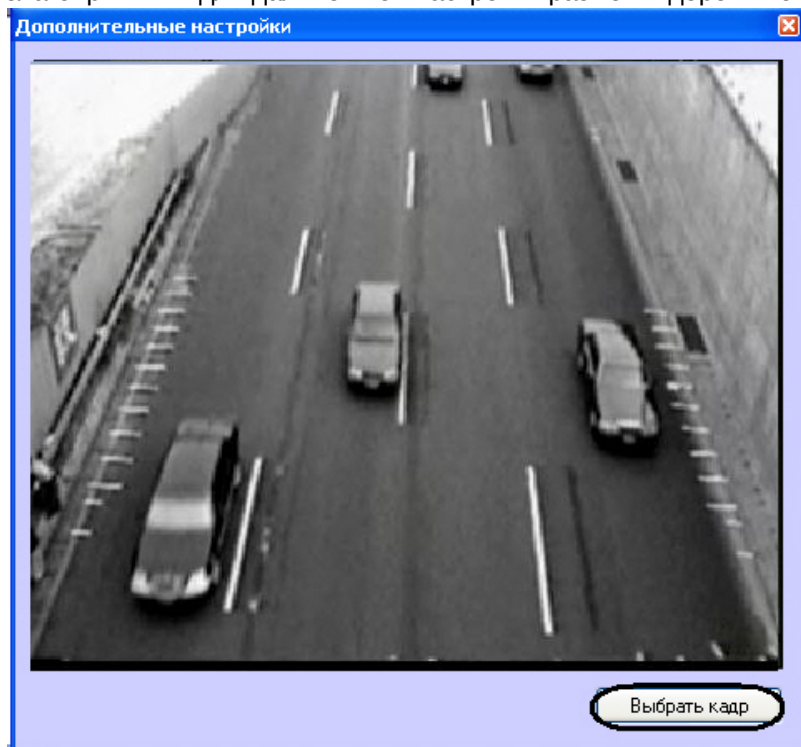 Дополнительные настройки
Выбрать кадр